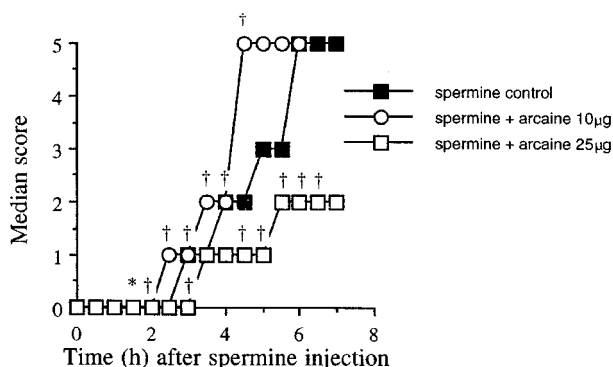 †
5
4
3
2
1
0
Median score
† †
† †
* †
†
† †
† † †
0 2 4 6 8
Time (h) after spermine injection
spermine control
spermine + arcaine 10µg
spermine + arcaine 25µg